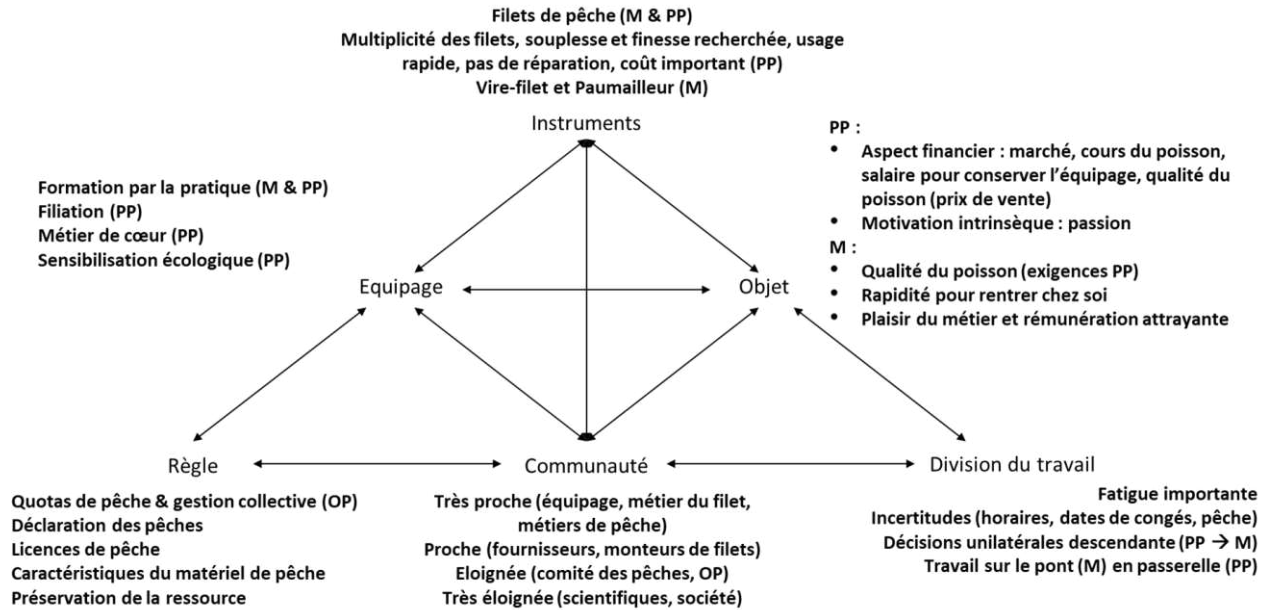 Filets de pêche (M & PP)
Multiplicité des filets, souplesse et finesse recherchée, usage
rapide, pas de réparation, coût important (PP)
Vire-filet et Paumailleur (M)
Instruments
PP :
• Aspect financier : marché, cours du poisson,
salaire pour conserver l'équipage, qualité du
poisson (prix de vente)
• Motivation intrinsèque : passion
M :
• Qualité du poisson (exigences PP)
• Rapidité pour rentrer chez soi
• Plaisir du métier et rémunération attrayante
Formation par la pratique (M & PP)
Filiation (PP)
Métier de cœur (PP)
Sensibilisation écologique (PP)
Equipage
Objet
Règle
Quotas de pêche & gestion collective (OP)
Déclaration des pêches
Licences de pêche
Caractéristiques du matériel de pêche
Préservation de la ressource
Communauté
Très proche (équipage, métier du filet,
métiers de pêche)
Proche (fournisseurs, monteurs de filets)
Eloignée (comité des pêches, OP)
Très éloignée (scientifiques, société)
Division du travail
Fatigue importante
Incertitudes (horaires, dates de congés, pêche)
Décisions unilatérales descendante (PP → M)
Travail sur le pont (M) en passerelle (PP)